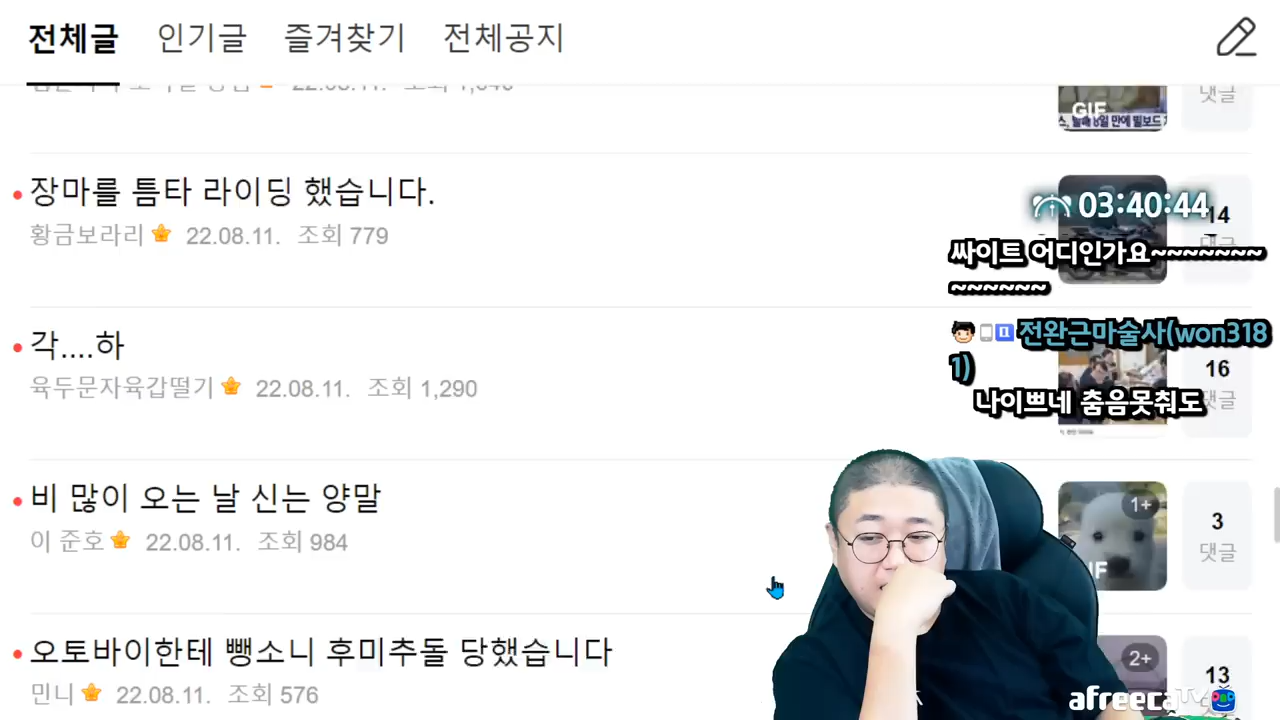 전체글 인기글 즐겨찾기 전체공지
댓글
GIF
장마를 틈타 라이딩 했습니다.
황금보라리 22.08.11. 조회 779
03:40:44
14
싸이트 어디인가요~~~~~~~
~~~~~~
각....하
육두문자육갑떨기 22.08.11. 조회 1,290
전완근마술사(won318
1)
16
댓글
나이쁘네 춤음못춰도
비 많이 오는 날 신는 양말
이 준호 22.08.11. 조회 984
1+
3
댓글
오토바이한테 뺑소니 후미추돌 당했습니다
민니 22.08.11. 조회 576
2+
13
afreecaTV